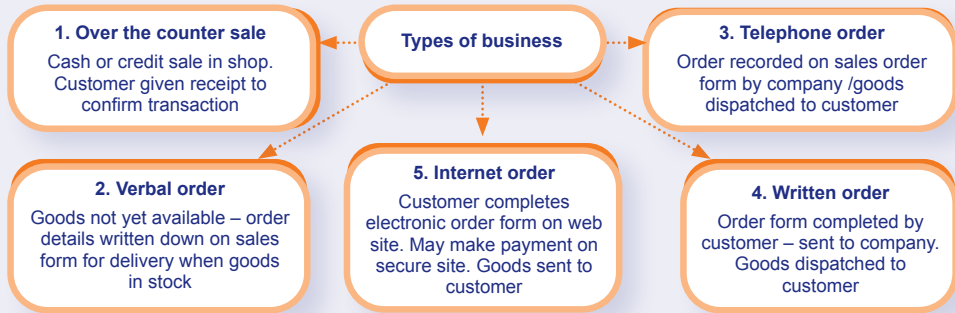 Types of business
1. Over the counter sale
Cash or credit sale in shop.
Customer given receipt to
confirm transaction
2. Verbal order
Goods not yet available – order
details written down on sales
form for delivery when goods
in stock
3. Telephone order
Order recorded on sales order
form by company /goods
dispatched to customer
4. Written order
Order form completed by
customer – sent to company.
Goods dispatched to
customer
5. Internet order
Customer completes
electronic order form on web
site. May make payment on
secure site. Goods sent to
customer